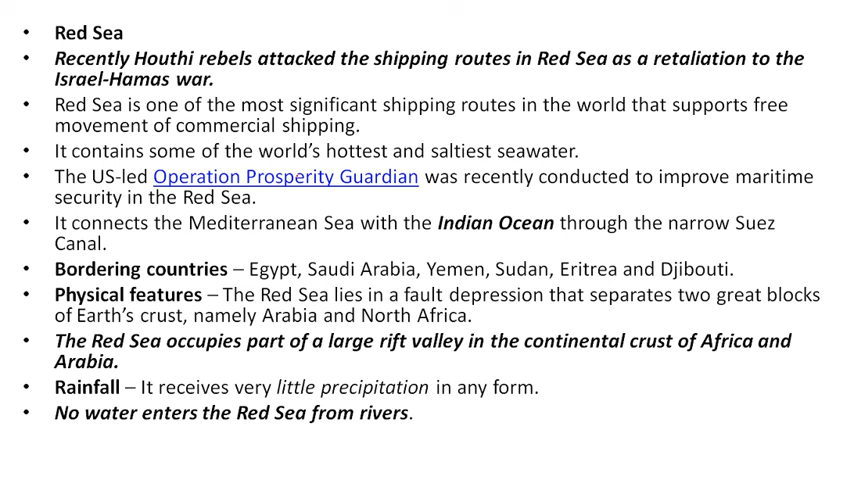 • Red Sea
• Recently Houthi rebels attacked the shipping routes in Red Sea as a retaliation to the
Israel-Hamas war.
• Red Sea is one of the most significant shipping routes in the world that supports free
movement of commercial shipping.
• It contains some of the world's hottest and saltiest seawater.
• The US-led Operation Prosperity Guardian was recently conducted to improve maritime
security in the Red Sea.
• It connects the Mediterranean Sea with the Indian Ocean through the narrow Suez
Canal.
• Bordering countries – Egypt, Saudi Arabia, Yemen, Sudan, Eritrea and Djibouti.
• Physical features – The Red Sea lies in a fault depression that separates two great blocks
of Earth's crust, namely Arabia and North Africa.
• The Red Sea occupies part of a large rift valley in the continental crust of Africa and
Arabia.
• Rainfall – It receives very little precipitation in any form.
• No water enters the Red Sea from rivers.